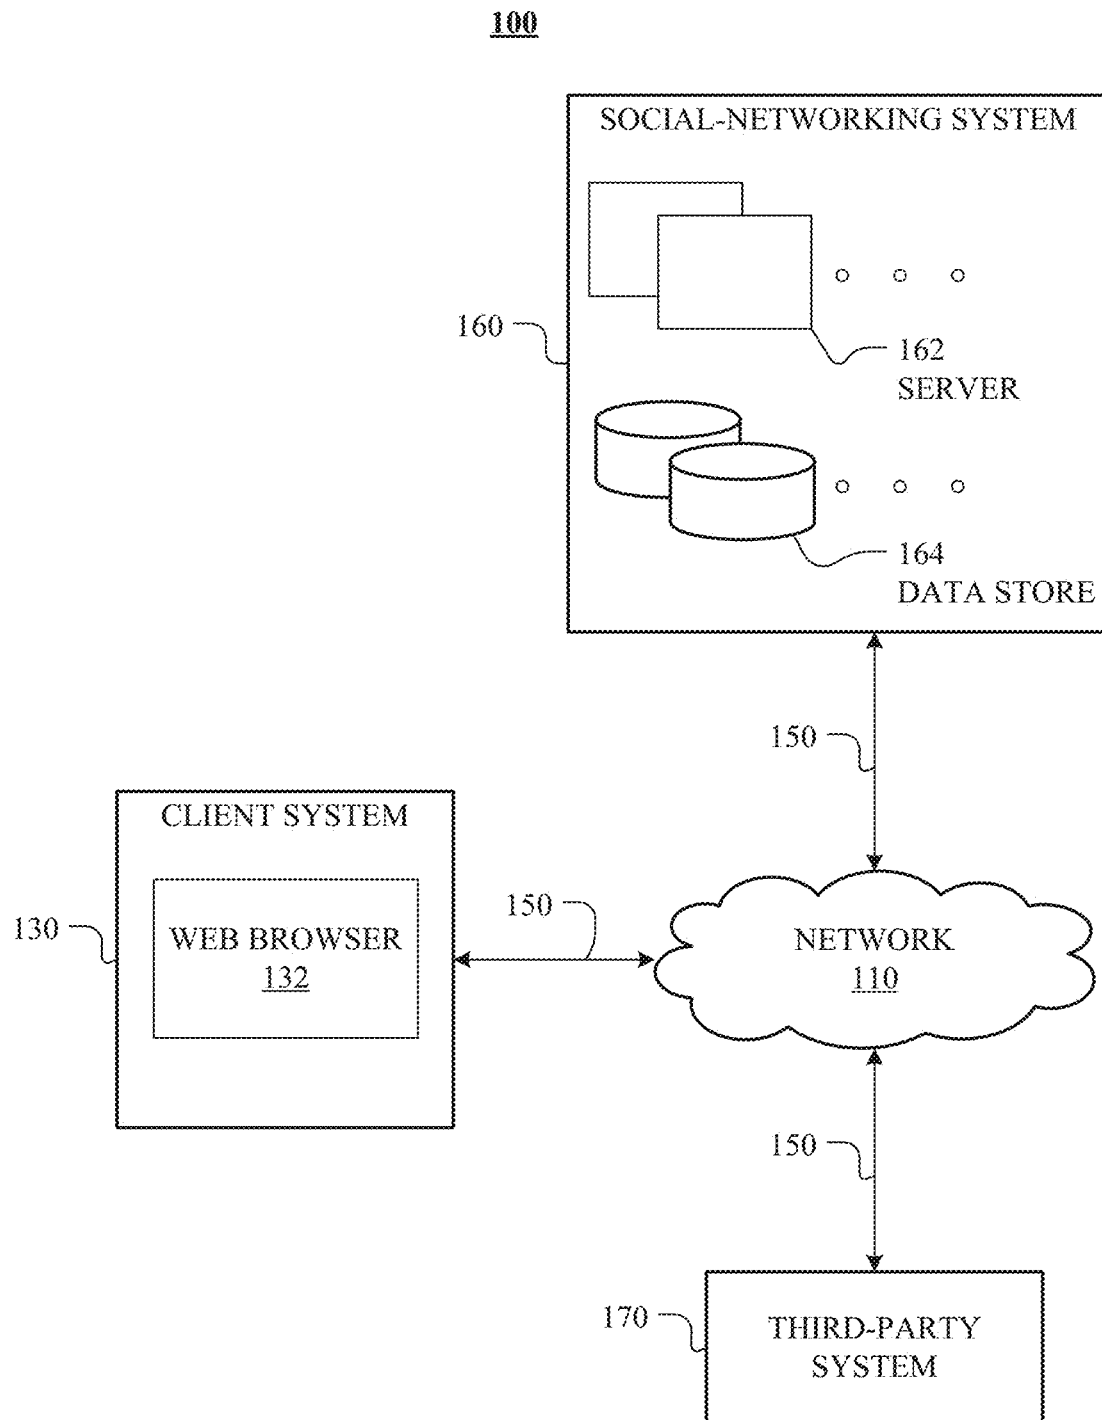 100
SOCIAL-NETWORKING SYSTEM
160
162
SERVER
164
DATA STORE
150
CLIENT SYSTEM
130
WEB BROWSER
132
150
NETWORK
110
150
170
THIRD-PARTY
SYSTEM